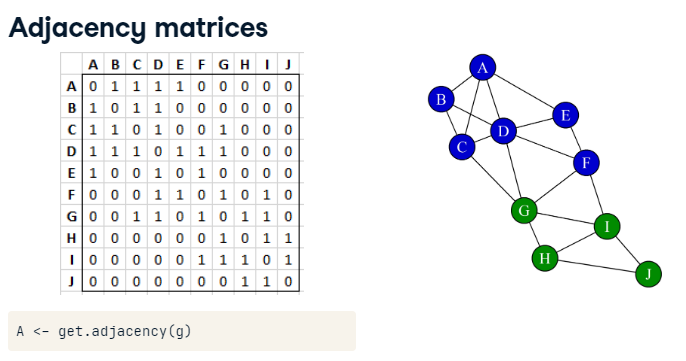 Adjacency matrices
A B C D E F G H I J
A 0 1 1 1 1 0 0 0 0 0
B 1 0 1 1 0 0 0 0 0 0
C 1 1 0 1 0 0 1 0 0 0
D 1 1 1 0 1 1 1 0 0 0
E 1 0 0 1 0 1 0 0 0 0
F 0 0 0 1 1 0 1 0 1 0
G 0 0 1 1 0 1 0 1 1 0
H 0 0 0 0 0 0 1 0 1 1
I 0 0 0 0 0 1 1 1 0 1
J 0 0 0 0 0 0 0 1 1 0
A
B
E
D
C
F
G
I
H
J
A <- get.adjacency(g)